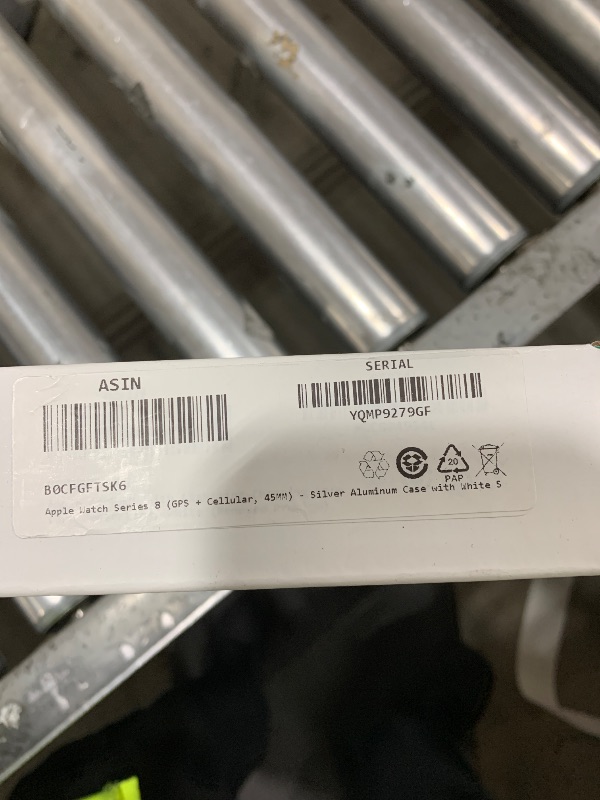 ASIN
SERIAL
YQMP9279GF
20
PAP
B0CFGFTSK6
Apple Watch Series 8 (GPS + Cellular, 45MM) - Silver Aluminum Case with White S